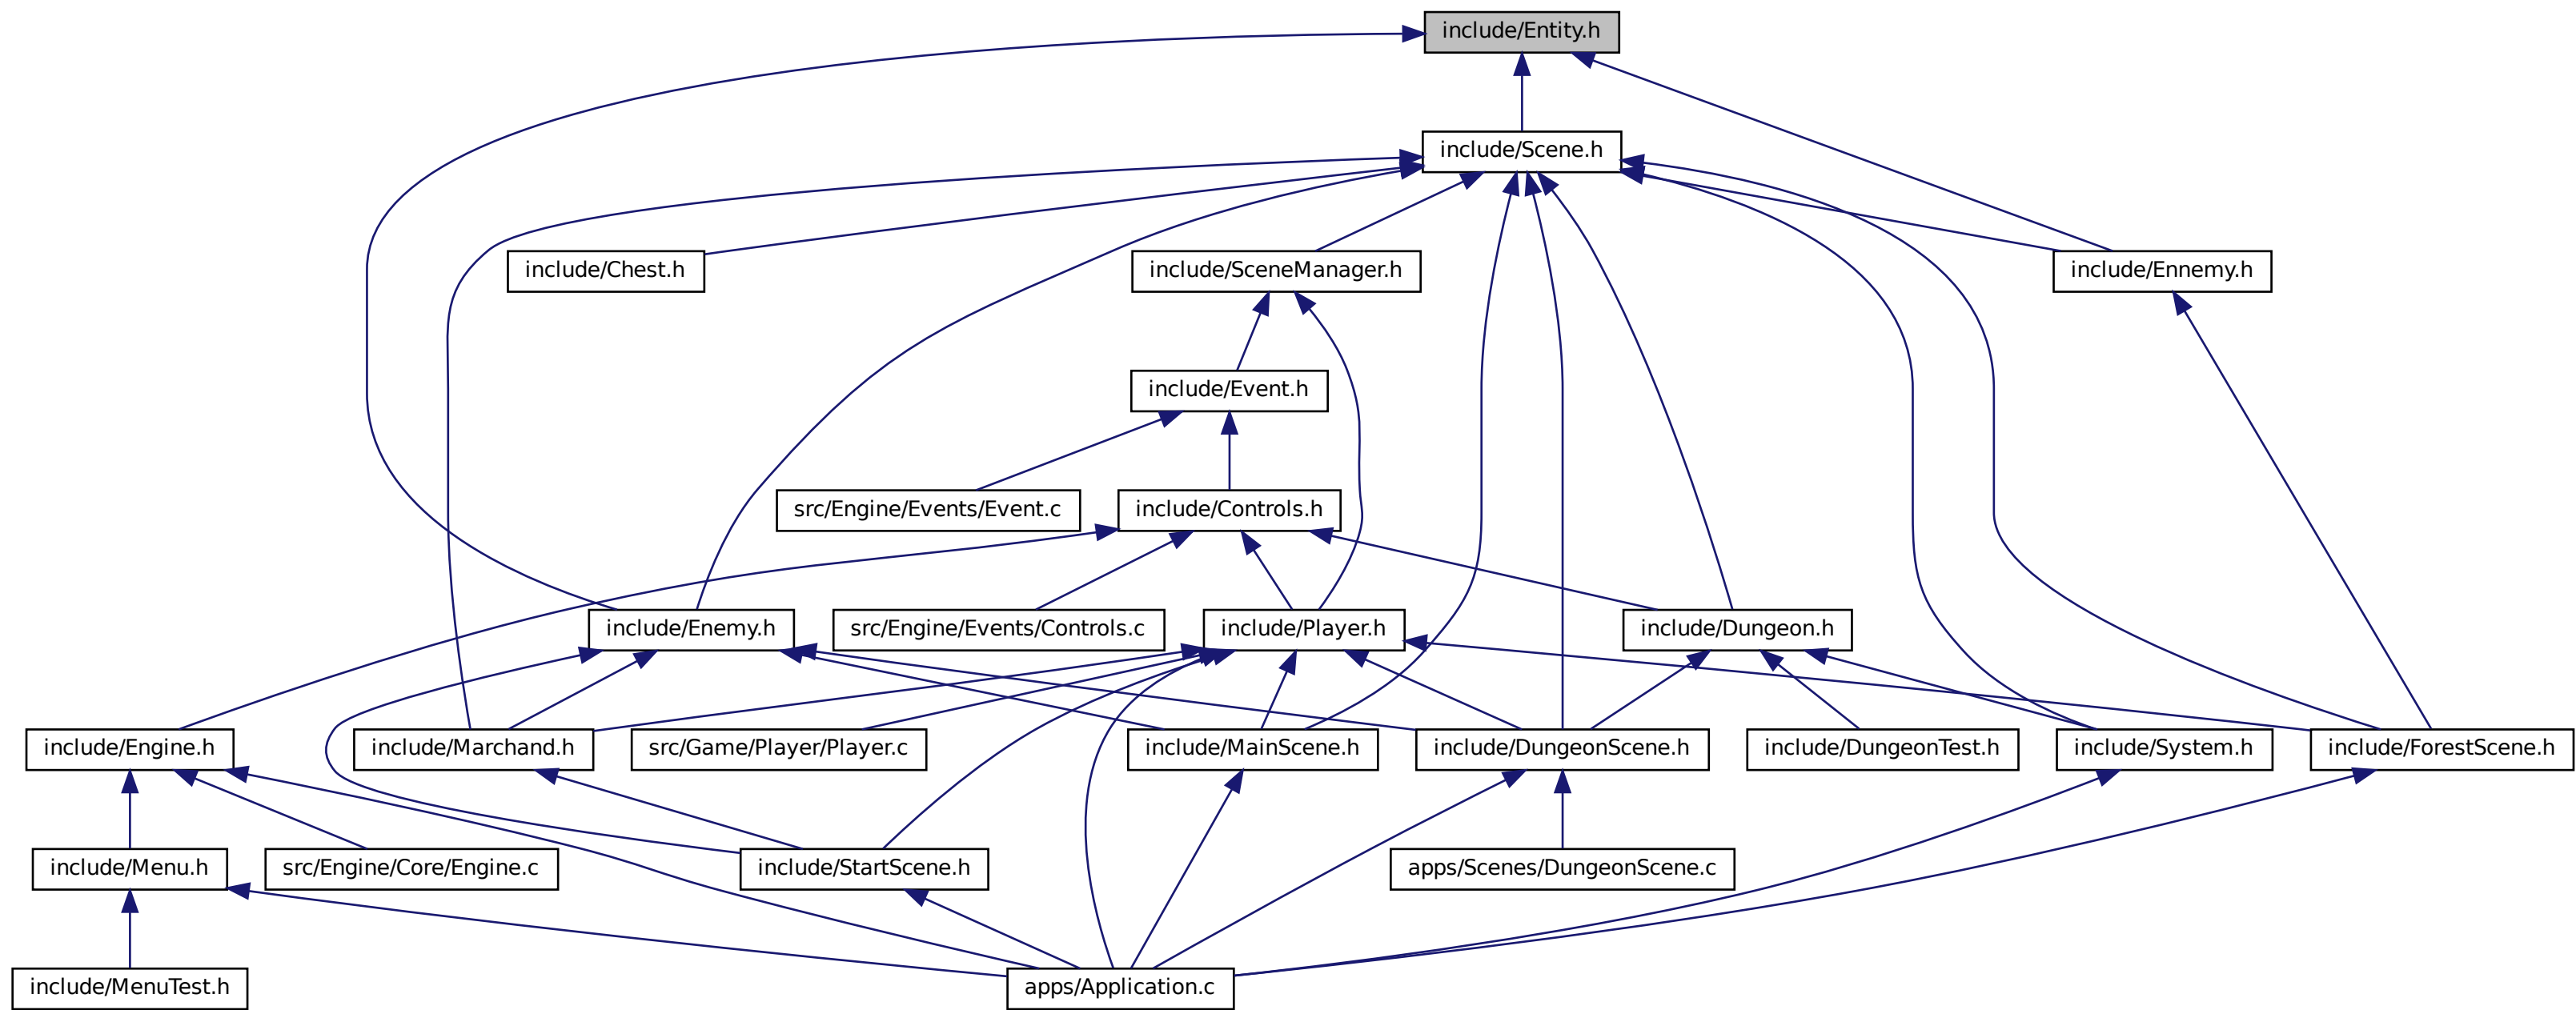 include/Entity.h
include/Scene.h
include/Chest.h
include/SceneManager.h
include/Ennemy.h
include/Event.h
src/Engine/Events/Event.c
include/Controls.h
include/Enemy.h
src/Engine/Events/Controls.c
include/Player.h
include/Dungeon.h
include/Engine.h
include/Marchand.h
src/Game/Player/Player.c
include/MainScene.h
include/DungeonScene.h
include/DungeonTest.h
include/System.h
include/ForestScene.h
include/Menu.h
src/Engine/Core/Engine.c
include/StartScene.h
apps/Scenes/DungeonScene.c
include/MenuTest.h
apps/Application.c